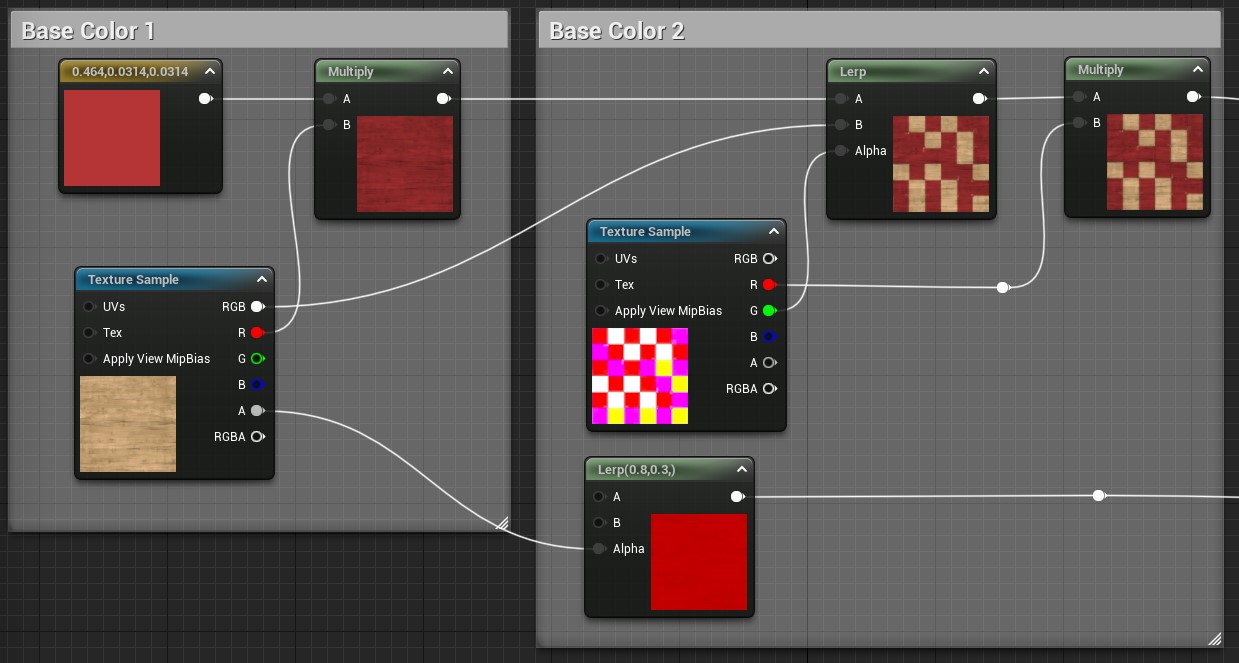 Base Color 1
0.464,0.0314,0.0314
Multiply
A
B
Texture Sample
UVs
RGB
Tex
R
Apply View MipBias
G
B
A
RGBA
Base Color 2
Lerp
A
B
Alpha
Multiply
A
B
Texture Sample
UVs
RGB
Tex
R
Apply View MipBias
G
B
A
RGBA
Lerp(0.8,0.3,)
A
B
Alpha